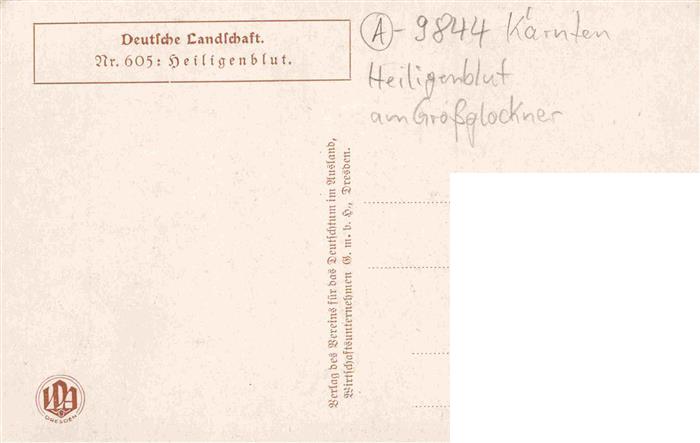 Deutsche Landschaft.
Nr. 605: Heiligenblut.
(A)-9844 Kärnten
Heiligenblut
am Großglockner
Verlag des Vereins für das Deutschtum im Ausland,
Wirtschaftsunternehmen G. m. b. H., Dresden.
VDA
DRESDEN